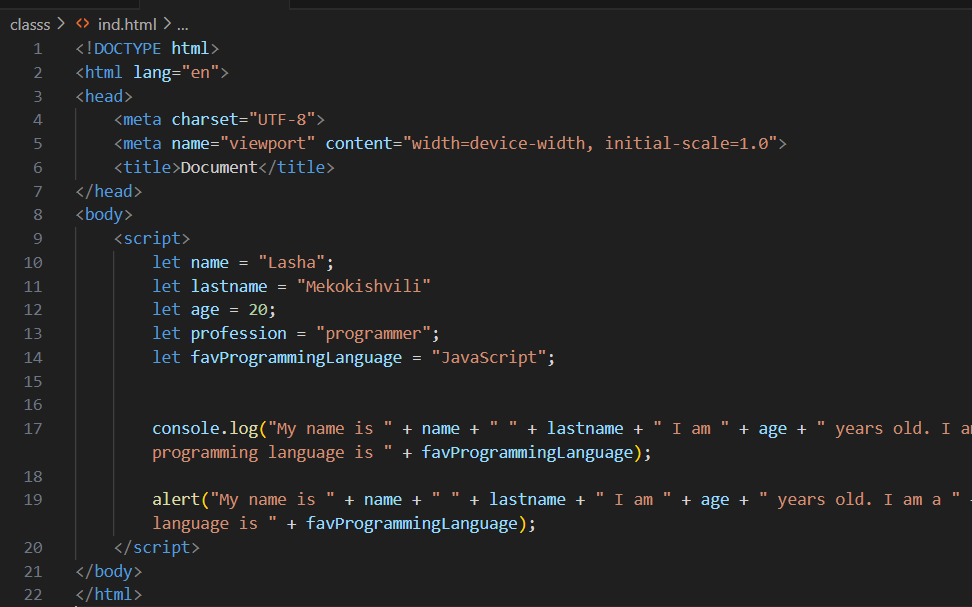 classs > <> ind.html > ...
1 <!DOCTYPE html>
2 <html lang="en">
3 <head>
4 <meta charset="UTF-8">
5 <meta name="viewport" content="width=device-width, initial-scale=1.0">
6 <title>Document</title>
7 </head>
8 <body>
9 <script>
10 let name = "Lasha";
11 let lastname = "Mekokishvili"
12 let age = 20;
13 let profession = "programmer";
14 let favProgrammingLanguage = "JavaScript";
15
16
17 console.log("My name is " + name + " " + lastname + " I am " + age + " years old. I
programming language is " + favProgrammingLanguage);
18
19 alert("My name is " + name + " " + lastname + " I am " + age + " years old. I am a "
language is " + favProgrammingLanguage);
20 </script>
21 </body>
22 </html>